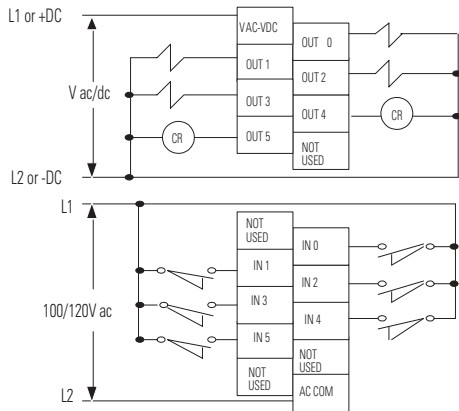 L1 or +DC
VAC-VDC
OUT 0
OUT 1
OUT 2
V ac/dc
OUT 3
OUT 4
CR
CR
OUT 5
NOT
USED
L2 or -DC
L1
NOT
USED
IN 0
IN 1
IN 2
100/120V ac
IN 3
IN 4
IN 5
NOT
USED
NOT
USED
L2
AC COM